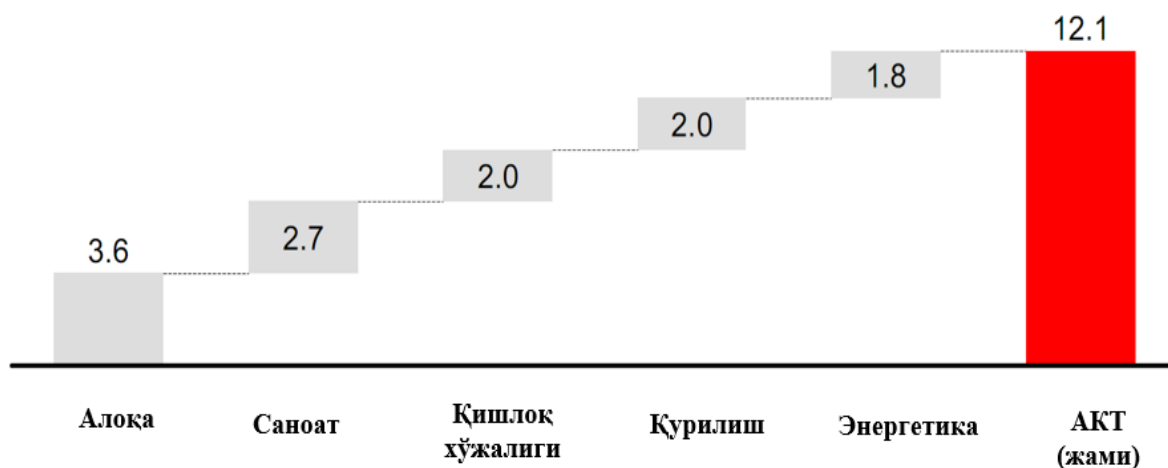 12.1
1.8
2.0
2.0
2.7
3.6
Алоқа
Саноат
Қишлоқ
хўжалиги
Қурилиш
Энергетика
АКТ
(жами)